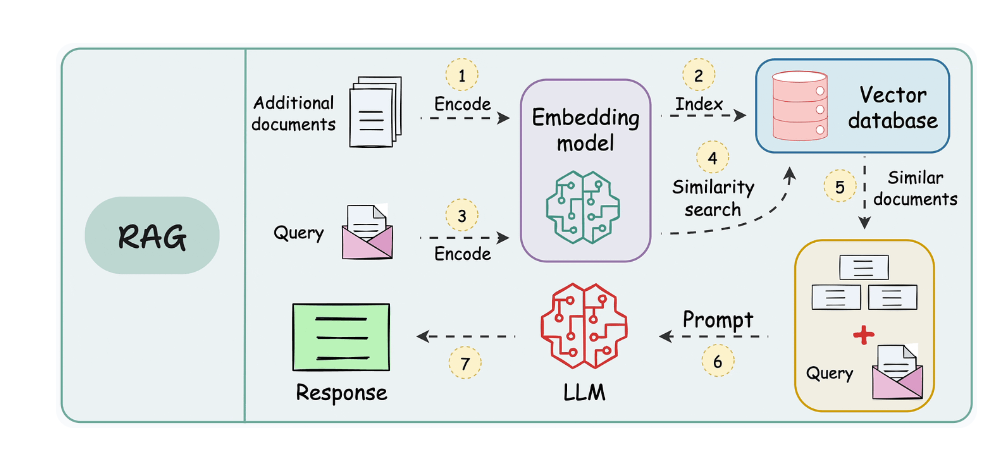 RAG
Additional
documents
1
Encode
Embedding
model
2
Index
Vector
database
Query
3
Encode
4
Similarity
search
5
Similar
documents
Query
Prompt
6
LLM
7
Response